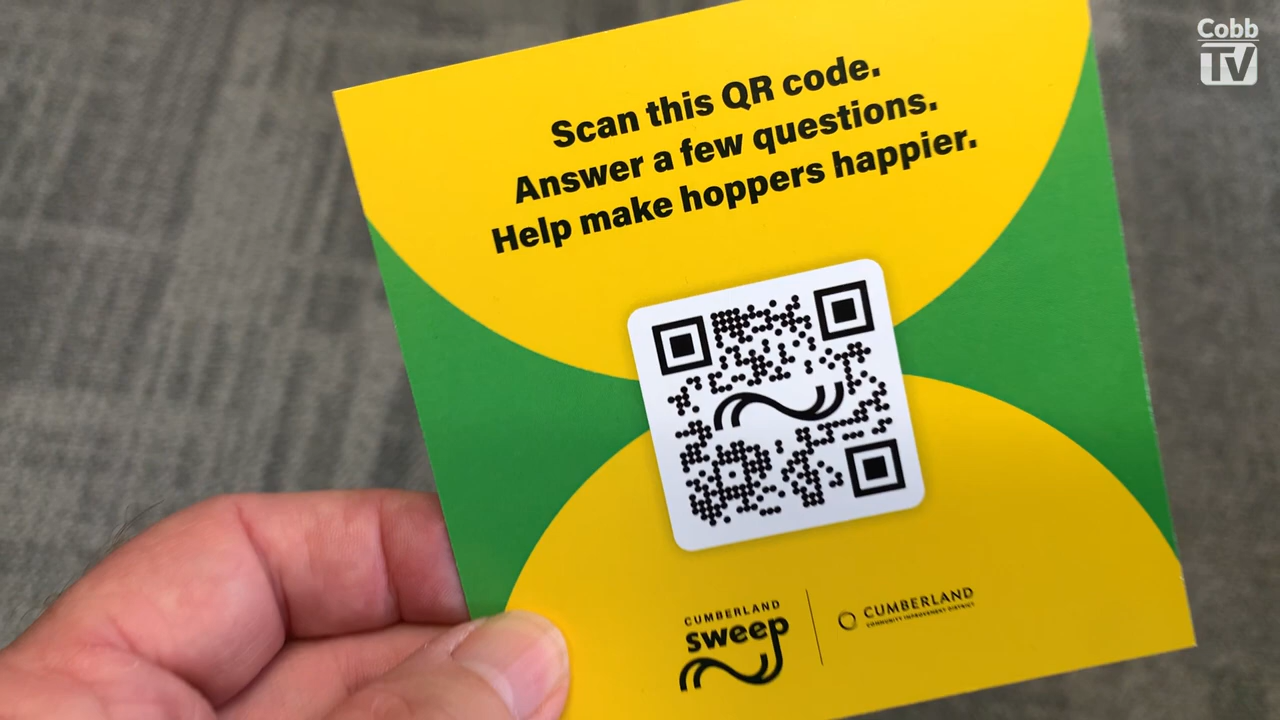 Cobb
TV
Scan this QR code.
Answer a few questions.
Help make hoppers happier.
CUMBERLAND
sweep
CUMBERLAND
COMMUNITY IMPROVEMENT DISTRICT